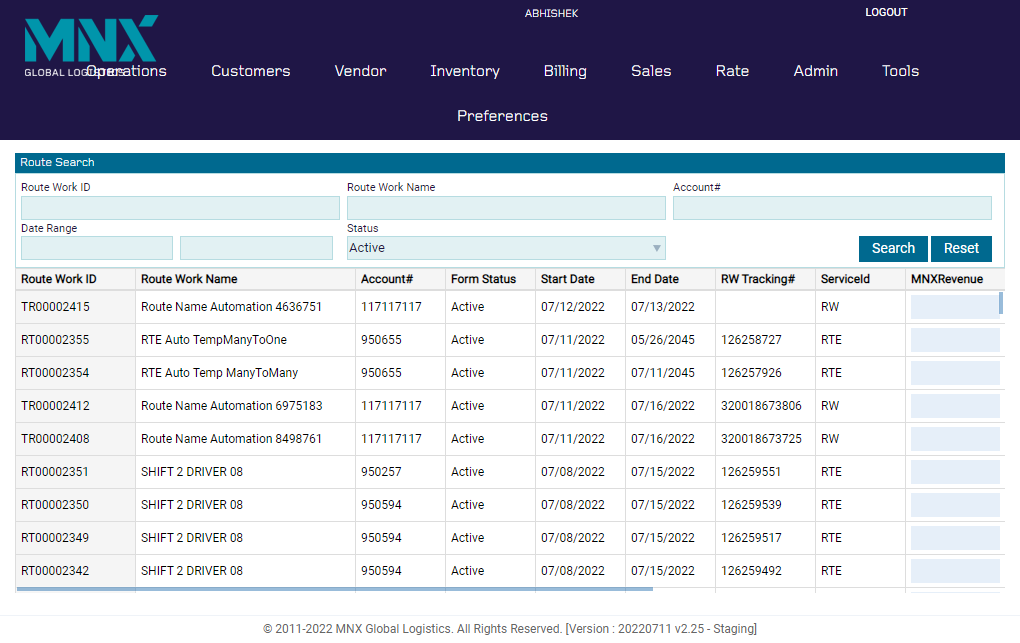 ABHISHEK LOGOUT
MNX
GLOBAL LOGISTICS
Operations Customers Vendor Inventory Billing Sales Rate Admin Tools
Preferences
Route Search
Route Work ID Route Work Name Account#
Date Range Status
Active Search Reset
Route Work ID Route Work Name Account# Form Status Start Date End Date RW Tracking# ServiceId MNXRevenue
TR00002415 Route Name Automation 4636751 117117117 Active 07/12/2022 07/13/2022 RW
RT00002355 RTE Auto TempManyToOne 950655 Active 07/11/2022 05/26/2045 126258727 RTE
RT00002354 RTE Auto Temp ManyToMany 950655 Active 07/11/2022 07/11/2045 126257926 RTE
TR00002412 Route Name Automation 6975183 117117117 Active 07/11/2022 07/16/2022 320018673806 RW
TR00002408 Route Name Automation 8498761 117117117 Active 07/11/2022 07/16/2022 320018673725 RW
RT00002351 SHIFT 2 DRIVER 08 950257 Active 07/08/2022 07/15/2022 126259551 RTE
RT00002350 SHIFT 2 DRIVER 08 950594 Active 07/08/2022 07/15/2022 126259539 RTE
RT00002349 SHIFT 2 DRIVER 08 950594 Active 07/08/2022 07/15/2022 126259517 RTE
RT00002342 SHIFT 2 DRIVER 08 950594 Active 07/08/2022 07/15/2022 126259492 RTE
© 2011-2022 MNX Global Logistics. All Rights Reserved. [Version : 20220711 v2.25 - Staging]